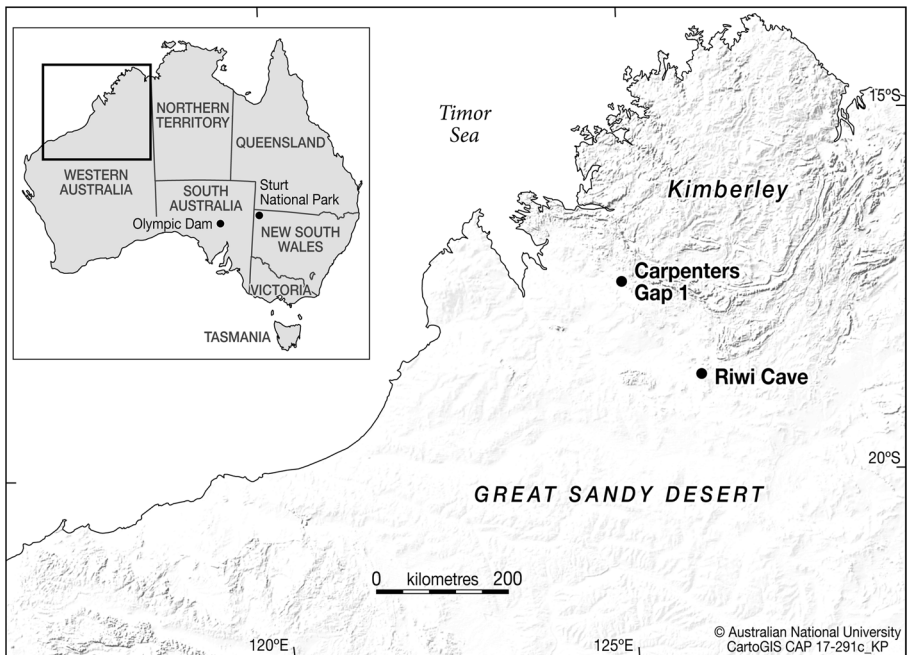 NORTHERN
TERRITORY
QUEENSLAND
WESTERN
AUSTRALIA
SOUTH
AUSTRALIA
Sturt
National Park
Olympic Dam
NEW SOUTH
WALES
VICTORIA
TASMANIA
Timor
Sea
15ºS
Kimberley
Carpenters
Gap 1
Riwi Cave
20ºS
GREAT SANDY DESERT
0 kilometres 200
120ºE
125ºE
© Australian National University
CartoGIS CAP 17-291c_KP